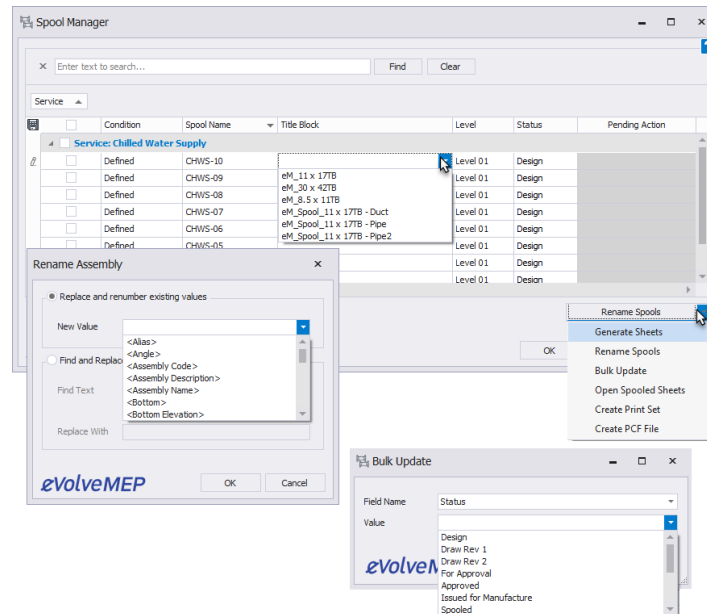 Spool Manager
Enter text to search...
Find
Clear
Service
Condition Spool Name Title Block Level Status Pending Action
Service: Chilled Water Supply
Defined CHWS-10 Level 01 Design
Defined CHWS-09 Level 01 Design
Defined CHWS-08 Level 01 Design
Defined CHWS-07 Level 01 Design
Defined CHWS-06 Level 01 Design
Defined CHWS-05 Level 01 Design
Level 01 Design
Level 01 Design
eM_11 x 17TB
eM_30 x 42TB
eM_8.5 x 11TB
eM_Spool_11 x 17TB - Duct
eM_Spool_11 x 17TB - Pipe
eM_Spool_11 x 17TB - Pipe2
OK
Rename Spools
Generate Sheets
Rename Spools
Bulk Update
Open Spooled Sheets
Create Print Set
Create PCF File
Rename Assembly
Replace and renumber existing values
New Value
<Alias>
<Angle>
<Assembly Code>
<Assembly Description>
<Assembly Name>
<Bottom>
<Bottom Elevation>
Find and Replac
Find Text
Replace With
eVolveMEP
OK
Cancel
Bulk Update
Field Name
Status
Value
Design
Draw Rev 1
Draw Rev 2
For Approval
Approved
Issued for Manufacture
Spooled
eVolveM